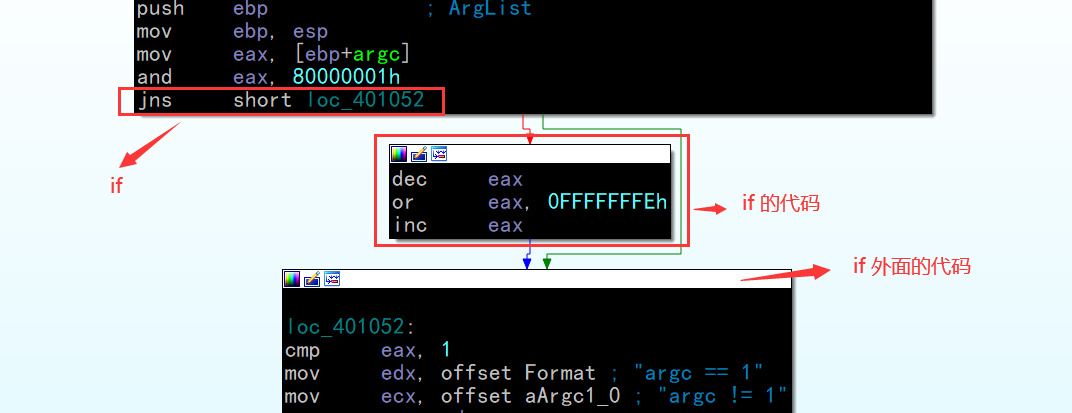 push ebp ; ArgList
mov ebp, esp
mov eax, [ebp+argc]
and eax, 80000001h
jns short loc_401052
if
dec eax
or eax, 0FFFFFFFEh
inc eax
if 的代码
if 外面的代码
loc_401052:
cmp eax, 1
mov edx, offset Format ; "argc == 1"
mov ecx, offset aArgc1_0 ; "argc != 1"